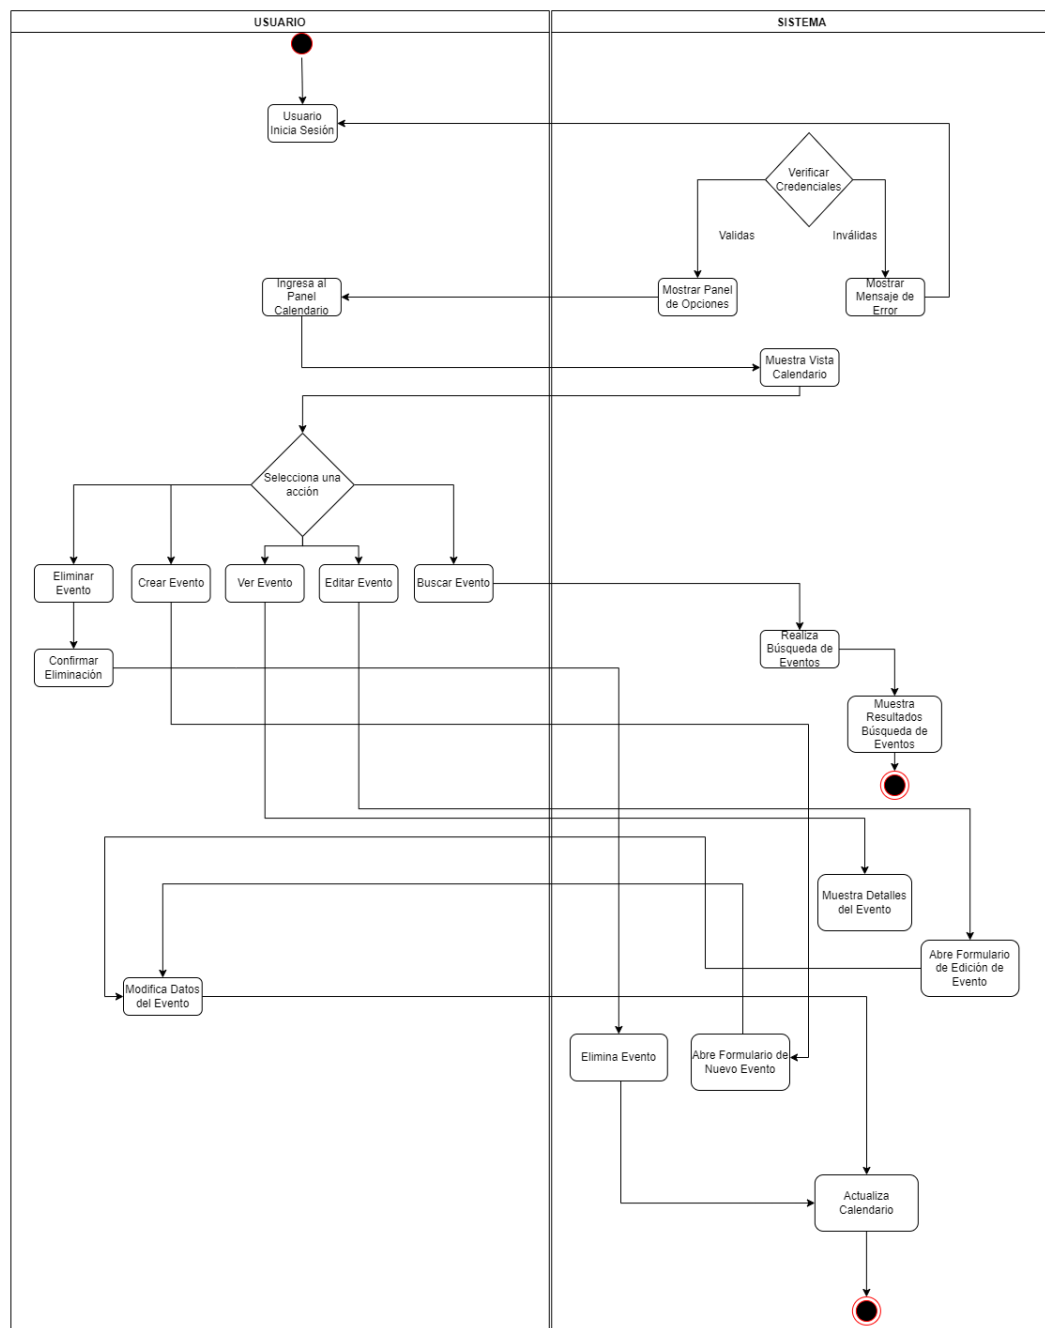 USUARIO
SISTEMA
Usuario
Inicia Sesión
Verificar
Credenciales
Validas
Inválidas
Ingresa al
Panel
Calendario
Mostrar Panel
de Opciones
Mostrar
Mensaje de
Error
Muestra Vista
Calendario
Selecciona una
acción
Eliminar
Evento
Crear Evento
Ver Evento
Editar Evento
Buscar Evento
Confirmar
Eliminación
Realiza
Búsqueda de
Eventos
Muestra
Resultados
Búsqueda de
Eventos
Muestra Detalles
del Evento
Abre Formulario
de Edición de
Evento
Modifica Datos
del Evento
Elimina Evento
Abre Formulario de
Nuevo Evento
Actualiza
Calendario